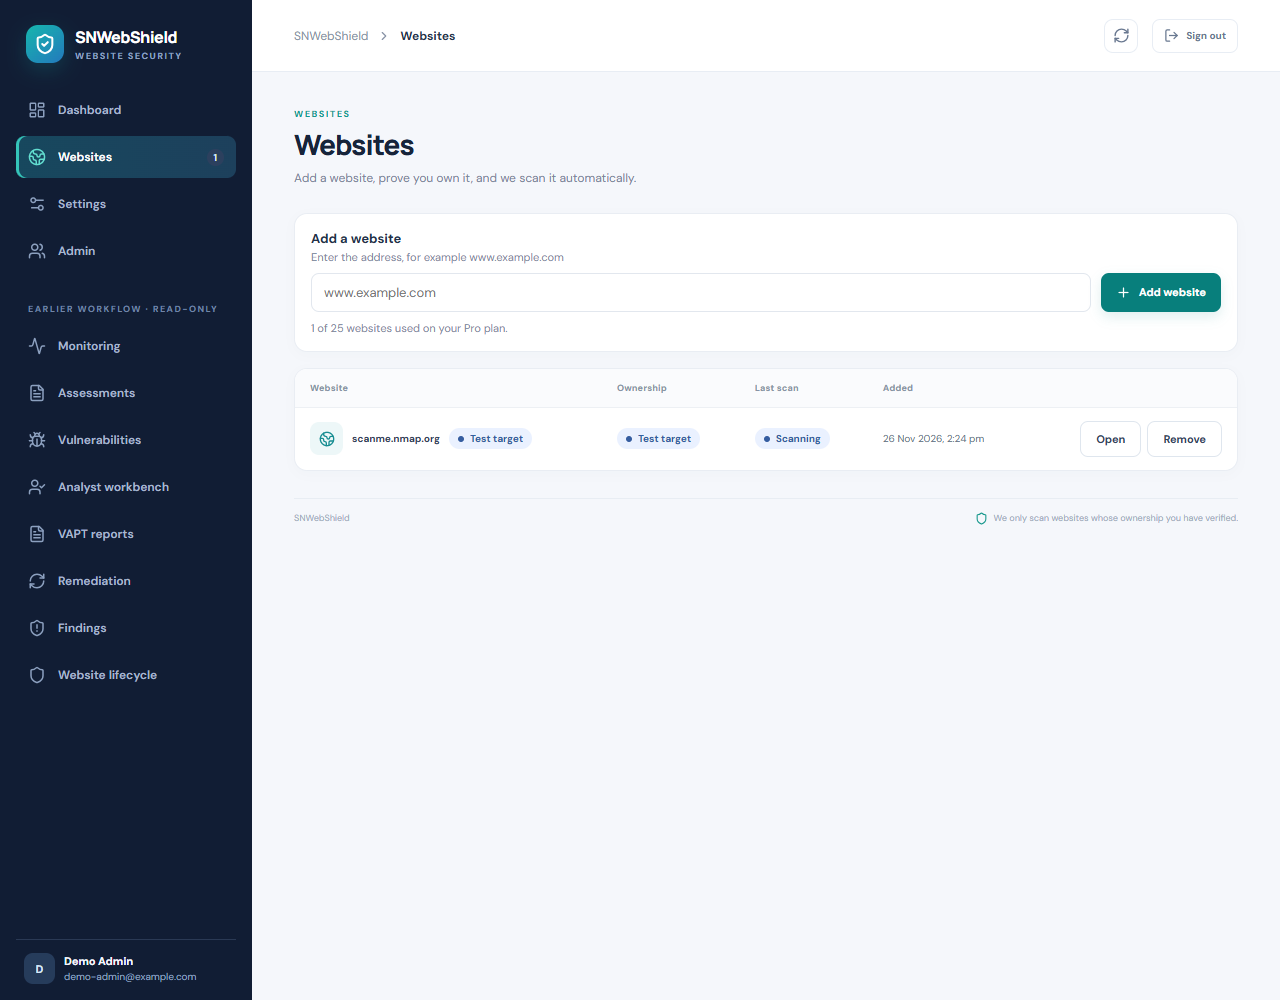 SNWebShield
WEBSITE SECURITY
Dashboard
Websites 1
Settings
Admin
EARLIER WORKFLOW · READ-ONLY
Monitoring
Assessments
Vulnerabilities
Analyst workbench
VAPT reports
Remediation
Findings
Website lifecycle
D
Demo Admin
demo-admin@example.com
SNWebShield > Websites
Sign out
WEBSITES
Websites
Add a website, prove you own it, and we scan it automatically.
Add a website
Enter the address, for example www.example.com
www.example.com
Add website
1 of 25 websites used on your Pro plan.
Website Ownership Last scan Added
scanme.nmap.org Test target Test target Scanning 26 Nov 2026, 2:24 pm Open Remove
SNWebShield
We only scan websites whose ownership you have verified.